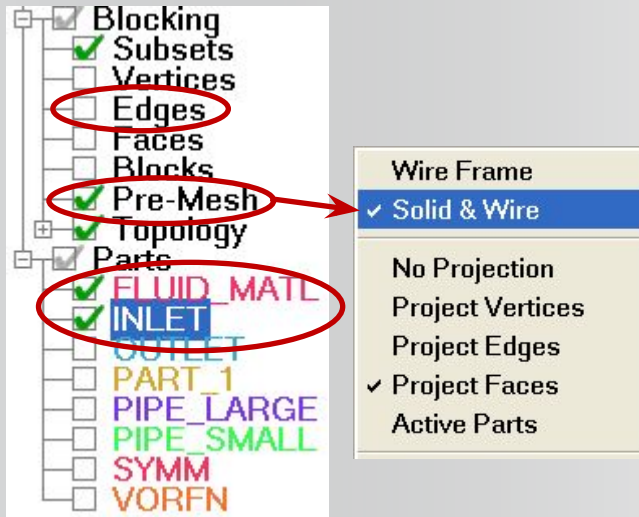 Blocking
Subsets
Vertices
Edges
Faces
Blocks
Pre-Mesh
Topology
Parts
FLUID_MATL
INLET
OUTLET
PART_1
PIPE_LARGE
PIPE_SMALL
SYMM
VORFN
Wire Frame
Solid & Wire
No Projection
Project Vertices
Project Edges
Project Faces
Active Parts